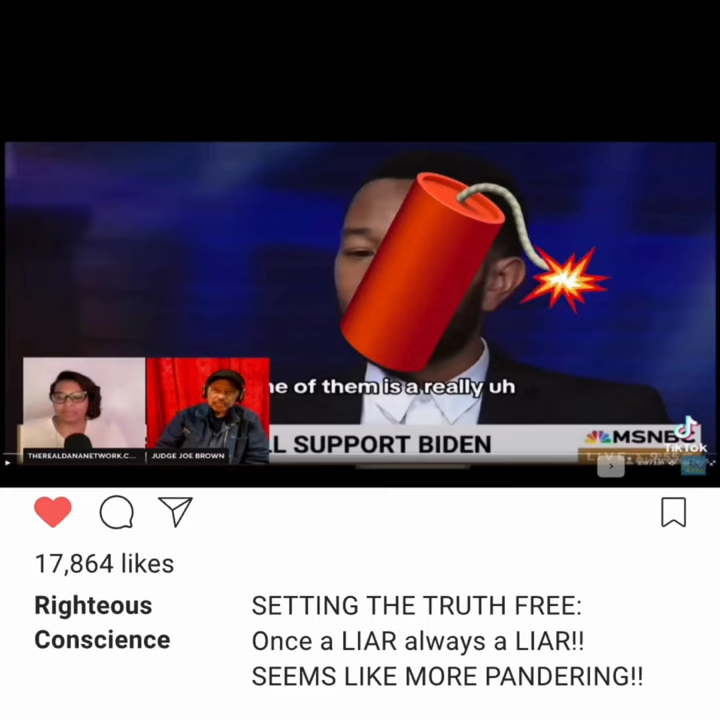 ne of them is a really uh
L SUPPORT BIDEN
MSNBC
TikTok
THEREALDANANETWORK.C...
JUDGE JOE BROWN
17,864 likes
Righteous Conscience
SETTING THE TRUTH FREE:
Once a LIAR always a LIAR!!
SEEMS LIKE MORE PANDERING!!